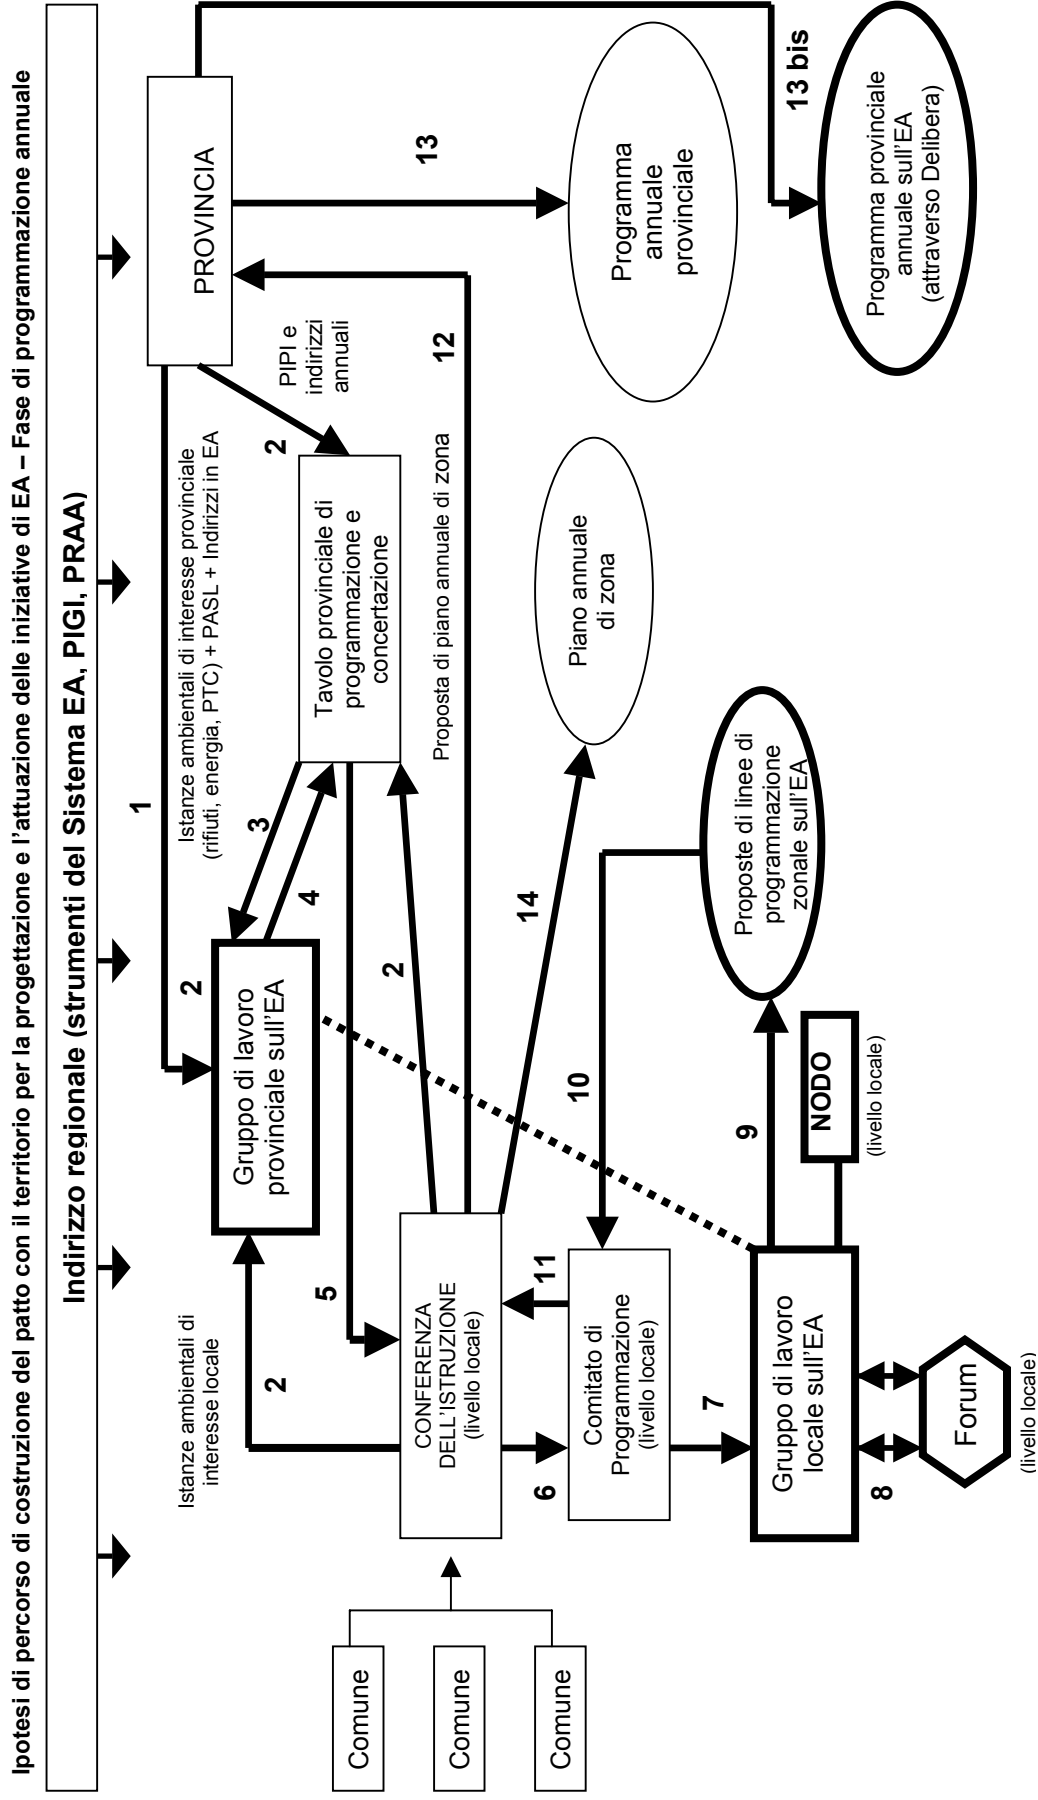 Ipotesi di percorso di costruzione del patto con il territorio per la progettazione e l'attuazione delle iniziative di EA – Fase di programmazione annuale
Indirizzo regionale (strumenti del Sistema EA, PIGI, PRAA)
1
Istanze ambientali di interesse provinciale
(rifiuti, energia, PTC) + PASL + Indirizzi in EA
PROVINCIA
Istanze ambientali di
interesse locale
2
Gruppo di lavoro
provinciale sull'EA
2
3
4
2
PIPI e
indirizzi
annuali
Tavolo provinciale di
programmazione e
concertazione
13
13 bis
Comune
Comune
Comune
5
2
CONFERENZA
DELL'ISTRUZIONE
(livello locale)
Proposta di piano annuale di zona
12
14
6
11
10
Comitato di
Programmazione
(livello locale)
Piano annuale
di zona
Programma
annuale
provinciale
7
9
Gruppo di lavoro
locale sull'EA
NODO
(livello locale)
Proposte di linee di
programmazione
zonale sull'EA
Programma provinciale
annuale sull'EA
(attraverso Delibera)
8
Forum
(livello locale)